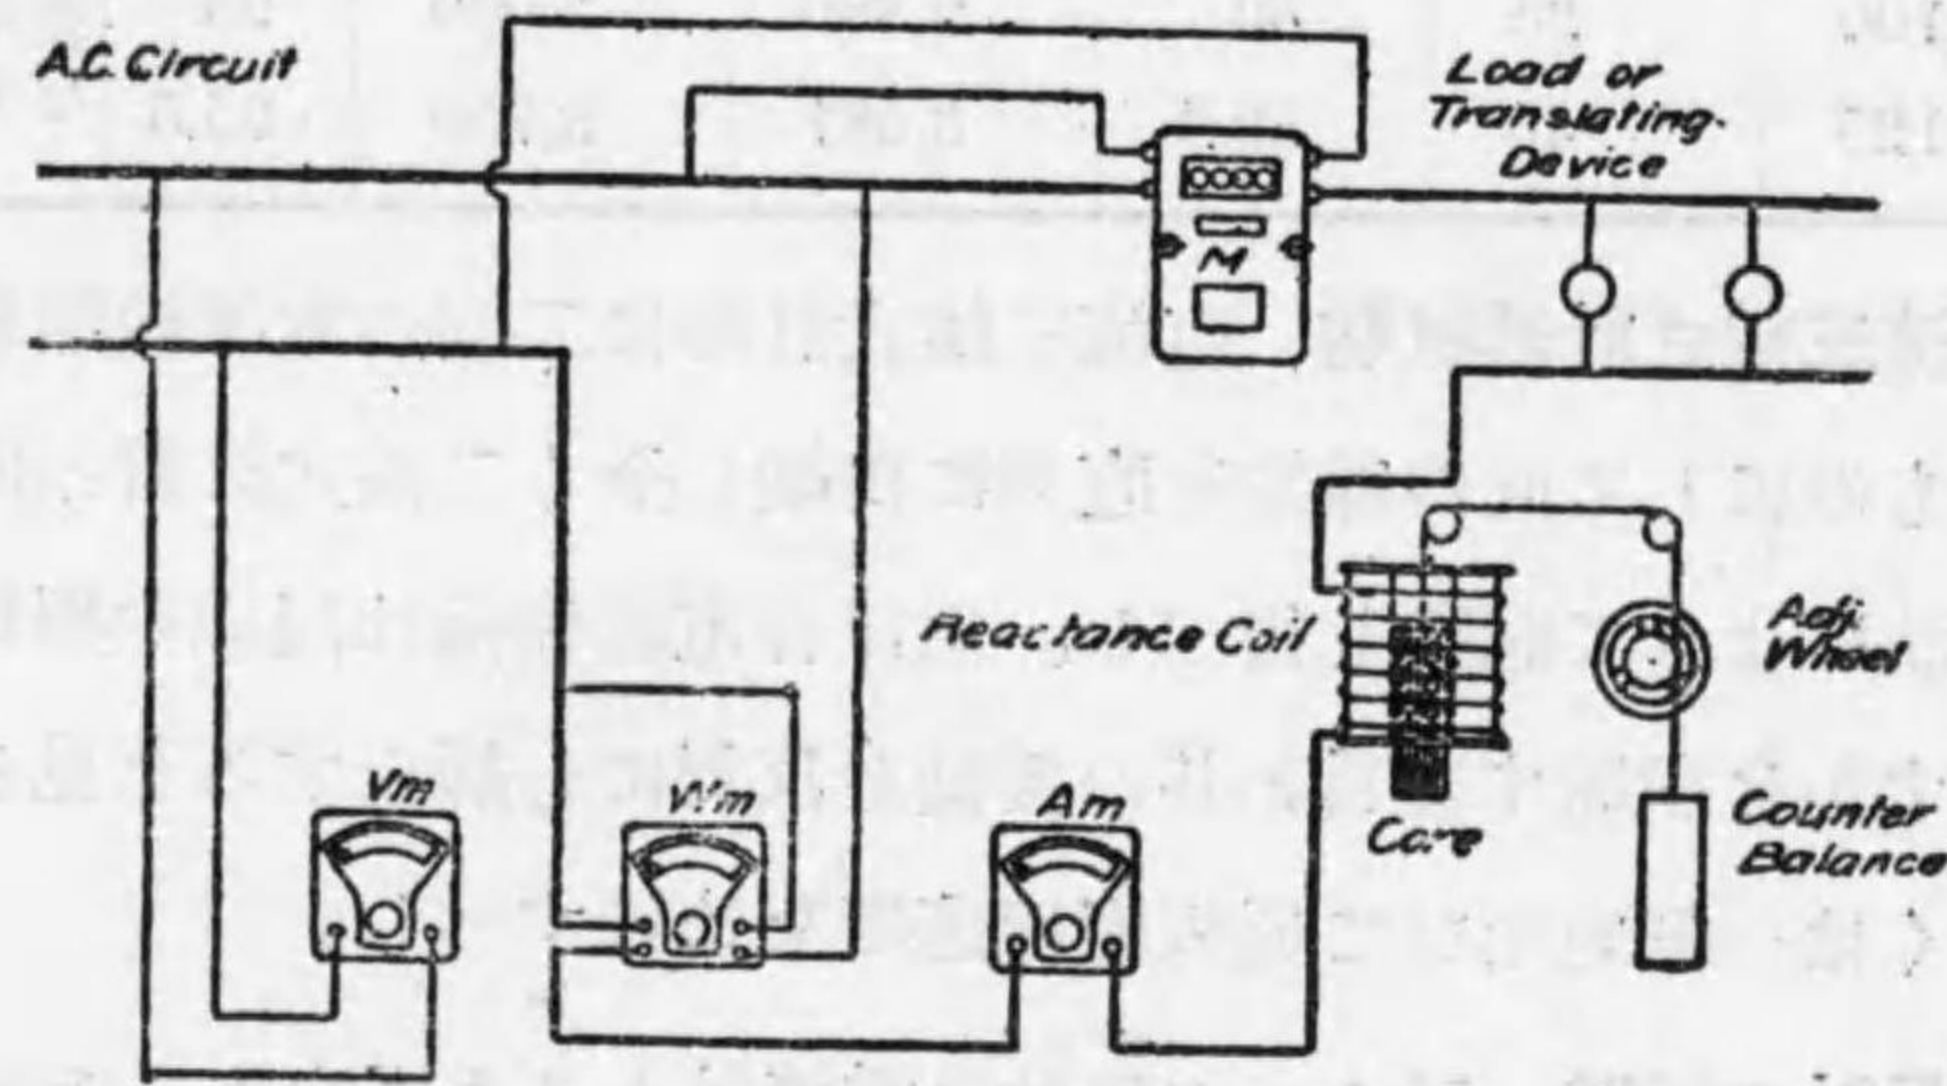 A.C. Circuit
Load or
Translating-
Device
M
Reactance Coil
Adj.
Wheel
Vm
Wm
Am
Core
Counter
Balance